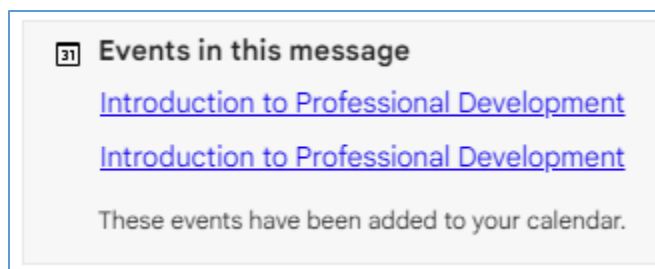 31 Events in this message
Introduction to Professional Development
Introduction to Professional Development
These events have been added to your calendar.